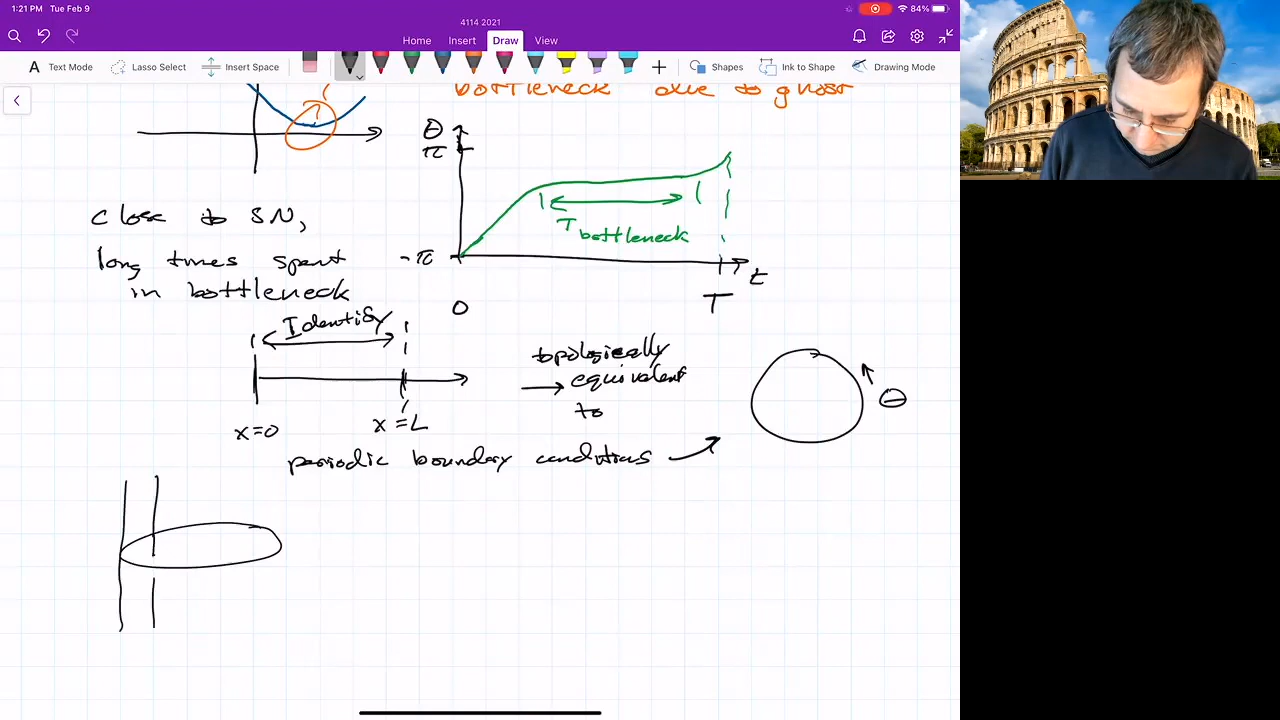 1:21 PM Tue Feb 9
84%
4114 2021
Home Insert Draw View
A Text Mode Lasso Select Insert Space Shapes Ink to Shape Drawing Mode
bottleneck due to ghost
θ
π
close to SN,
long times spent
in bottleneck
T bottleneck
-π
t
0
T
Identify
topologically
equivalent
to
θ
x=0
x=L
periodic boundary conditions